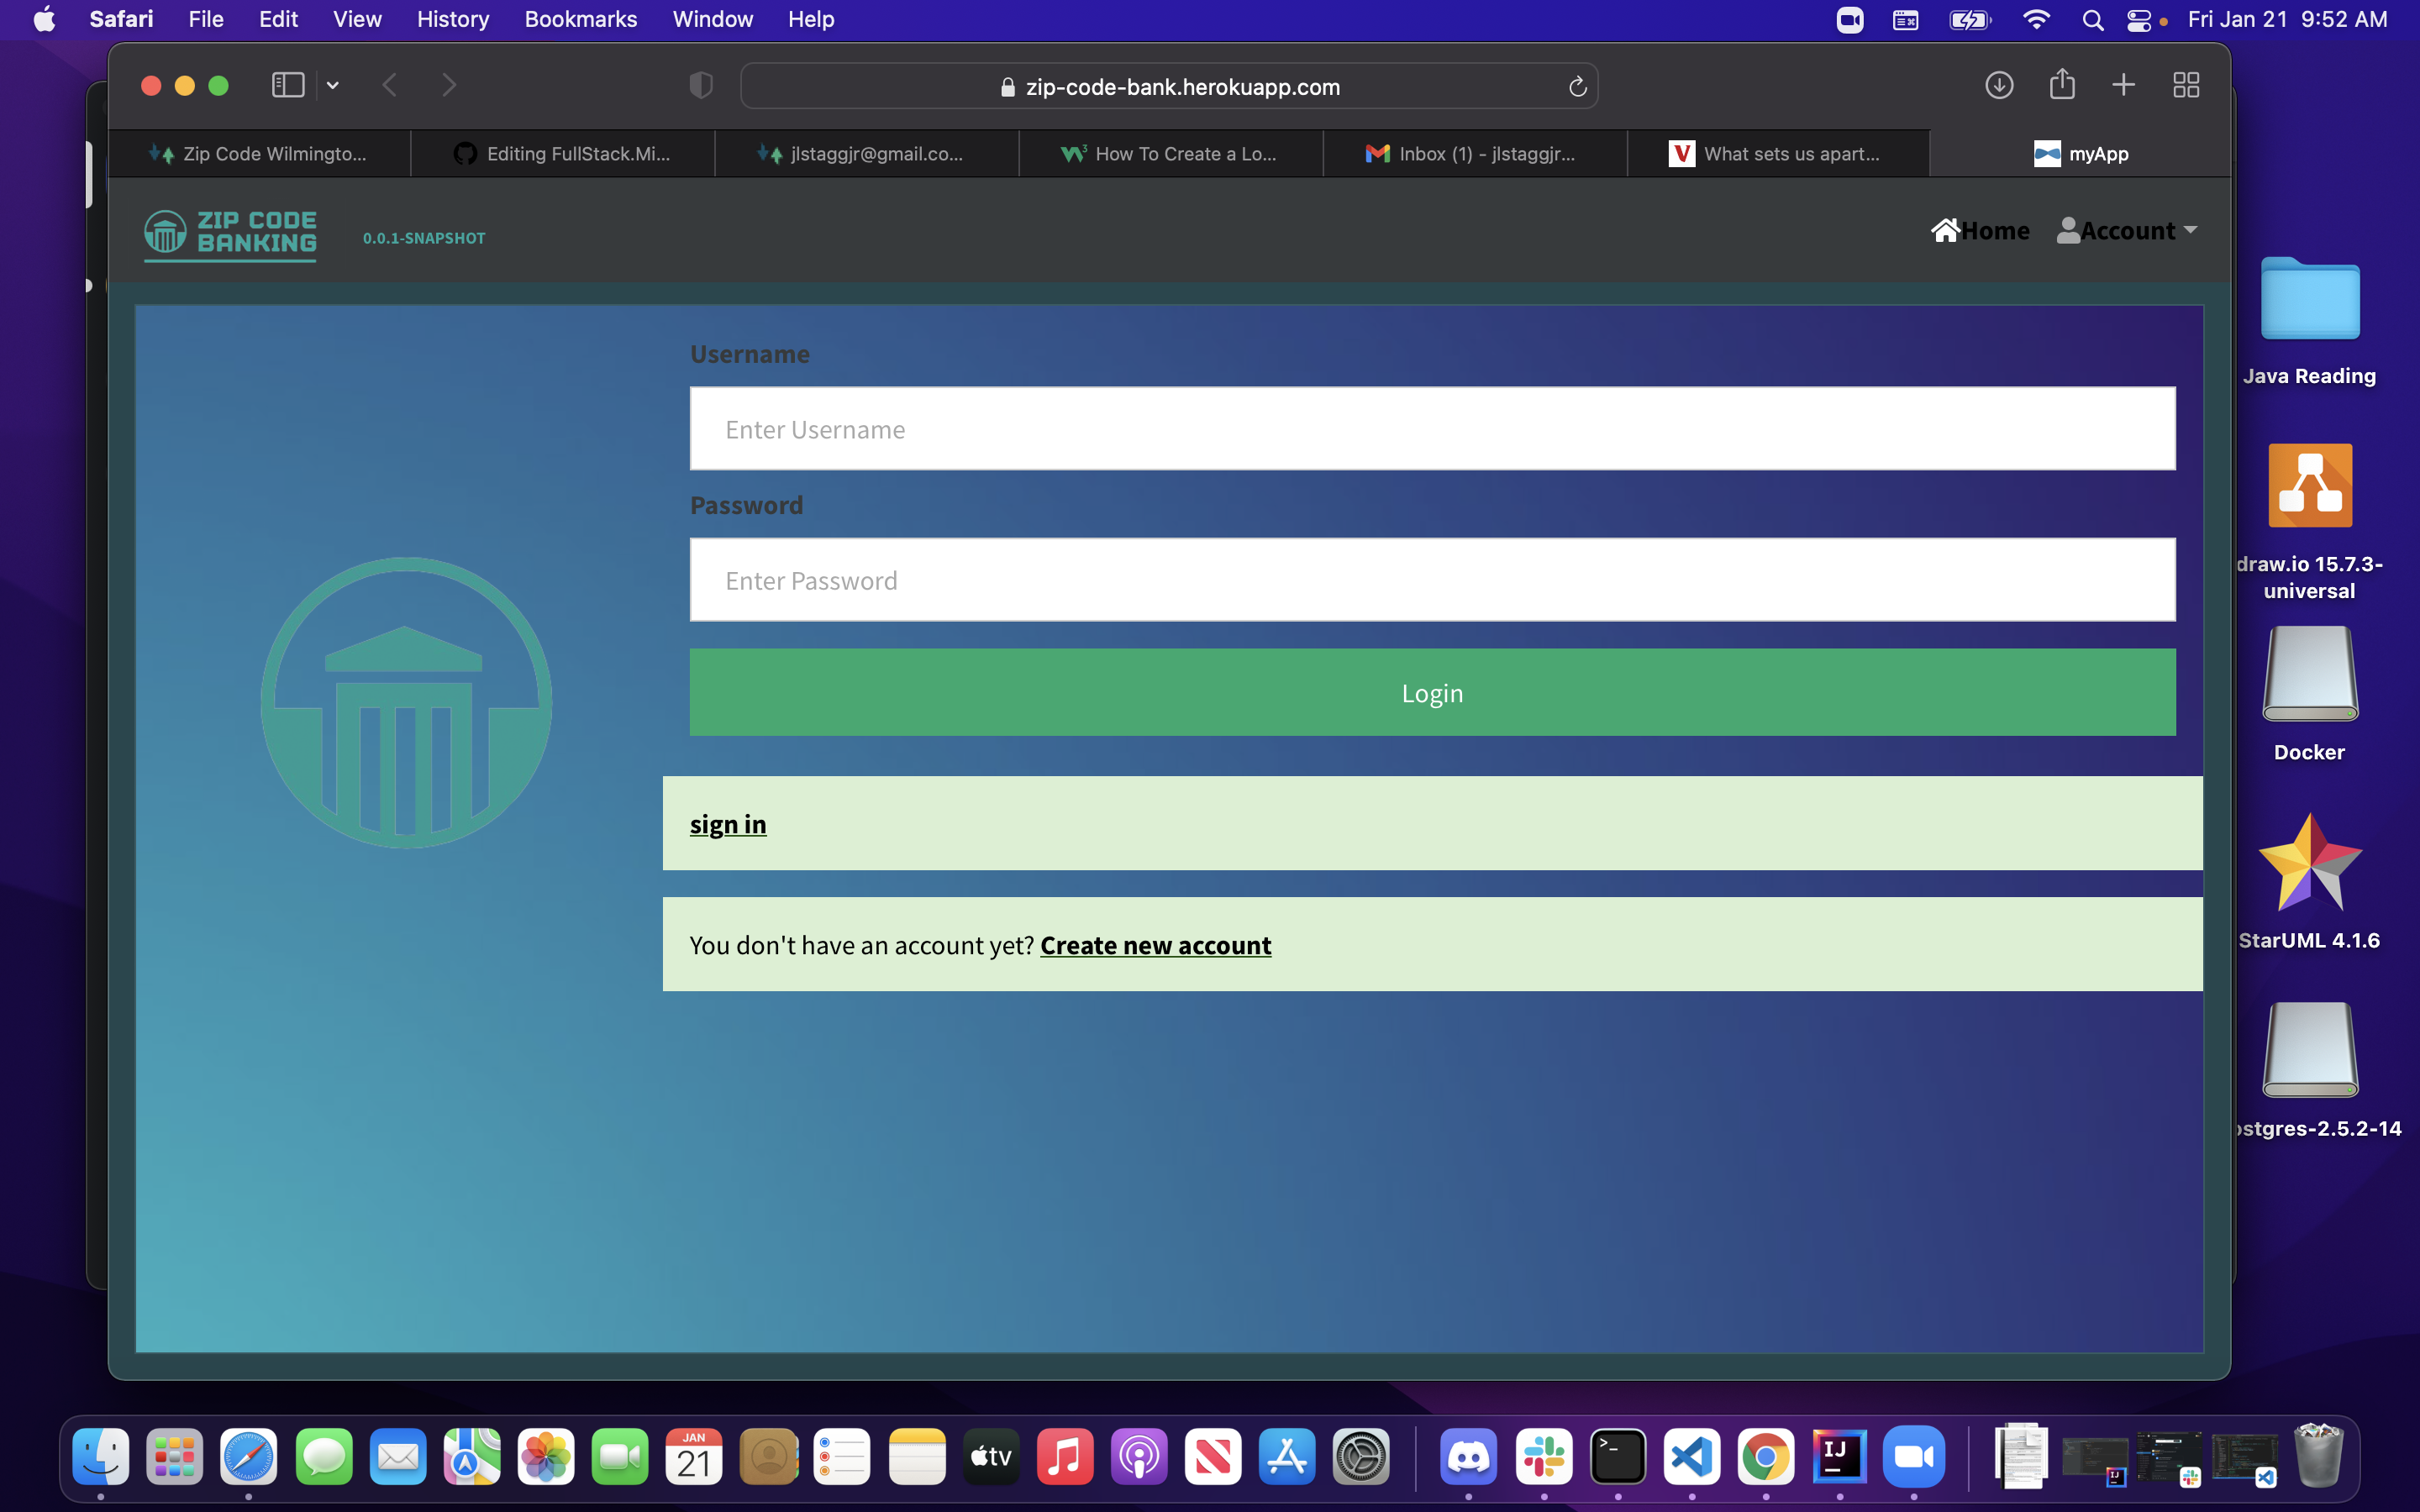 Safari File Edit View History Bookmarks Window Help Fri Jan 21 9:52 AM
zip-code-bank.herokuapp.com
Zip Code Wilmingto... Editing FullStack.Mi... jlstaggjr@gmail.co... How To Create a Lo... Inbox (1) - jlstaggjr... What sets us apart... myApp
ZIP CODE
BANKING
0.0.1-SNAPSHOT
Home Account
Username
Enter Username
Password
Enter Password
Login
sign in
You don't have an account yet? Create new account
Java Reading
draw.io 15.7.3-
universal
Docker
StarUML 4.1.6
ostgres-2.5.2-14
JAN
21
tv
IJ